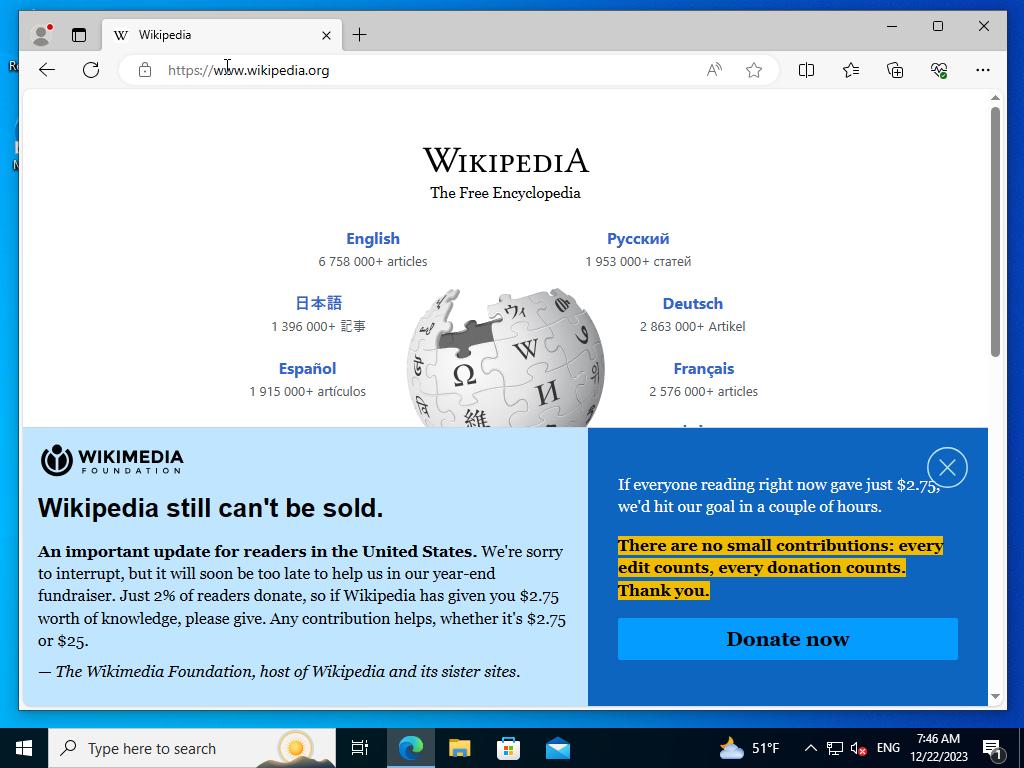 Wikipedia
https://www.wikipedia.org
WIKIPEDIA
The Free Encyclopedia
English
6 758 000+ articles
Русский
1 953 000+ статей
日本語
1 396 000+ 記事
Deutsch
2 863 000+ Artikel
Español
1 915 000+ artículos
Français
2 576 000+ articles
WIKIMEDIA
FOUNDATION
Wikipedia still can't be sold.
An important update for readers in the United States. We're sorry
to interrupt, but it will soon be too late to help us in our year-end
fundraiser. Just 2% of readers donate, so if Wikipedia has given you $2.75
worth of knowledge, please give. Any contribution helps, whether it's $2.75
or $25.
— The Wikimedia Foundation, host of Wikipedia and its sister sites.
If everyone reading right now gave just $2.75,
we'd hit our goal in a couple of hours.
There are no small contributions: every
edit counts, every donation counts.
Thank you.
Donate now
Type here to search
51°F
ENG
7:46 AM
12/22/2023
1